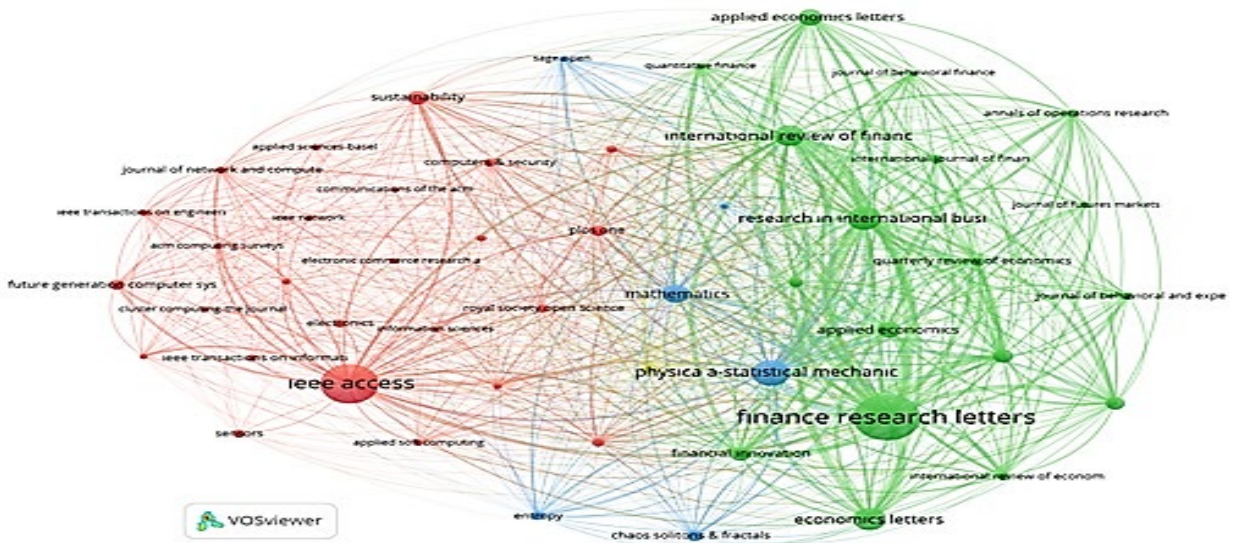 applied economics letters
sage open
quantitative finance
journal of behavioral finance
sustainability
annals of operations research
international review of financ
applied sciences-basel
computers & security
international journal of finan
journal of network and compute
communications of the acm
ieee transactions on engineeri
ieee network
journal of futures markets
research in international busi
plos one
acm computing surveys
electronic commerce research a
quarterly review of economics
future generation computer sys
mathematics
journal of behavioral and expe
cluster computing-the journal
royal society open science
electronics
information sciences
applied economics
ieee transactions on informati
physica a-statistical mechanic
ieee access
finance research letters
sensors
applied soft computing
financial innovation
international review of econom
entropy
economics letters
VOSviewer
chaos solitons & fractals